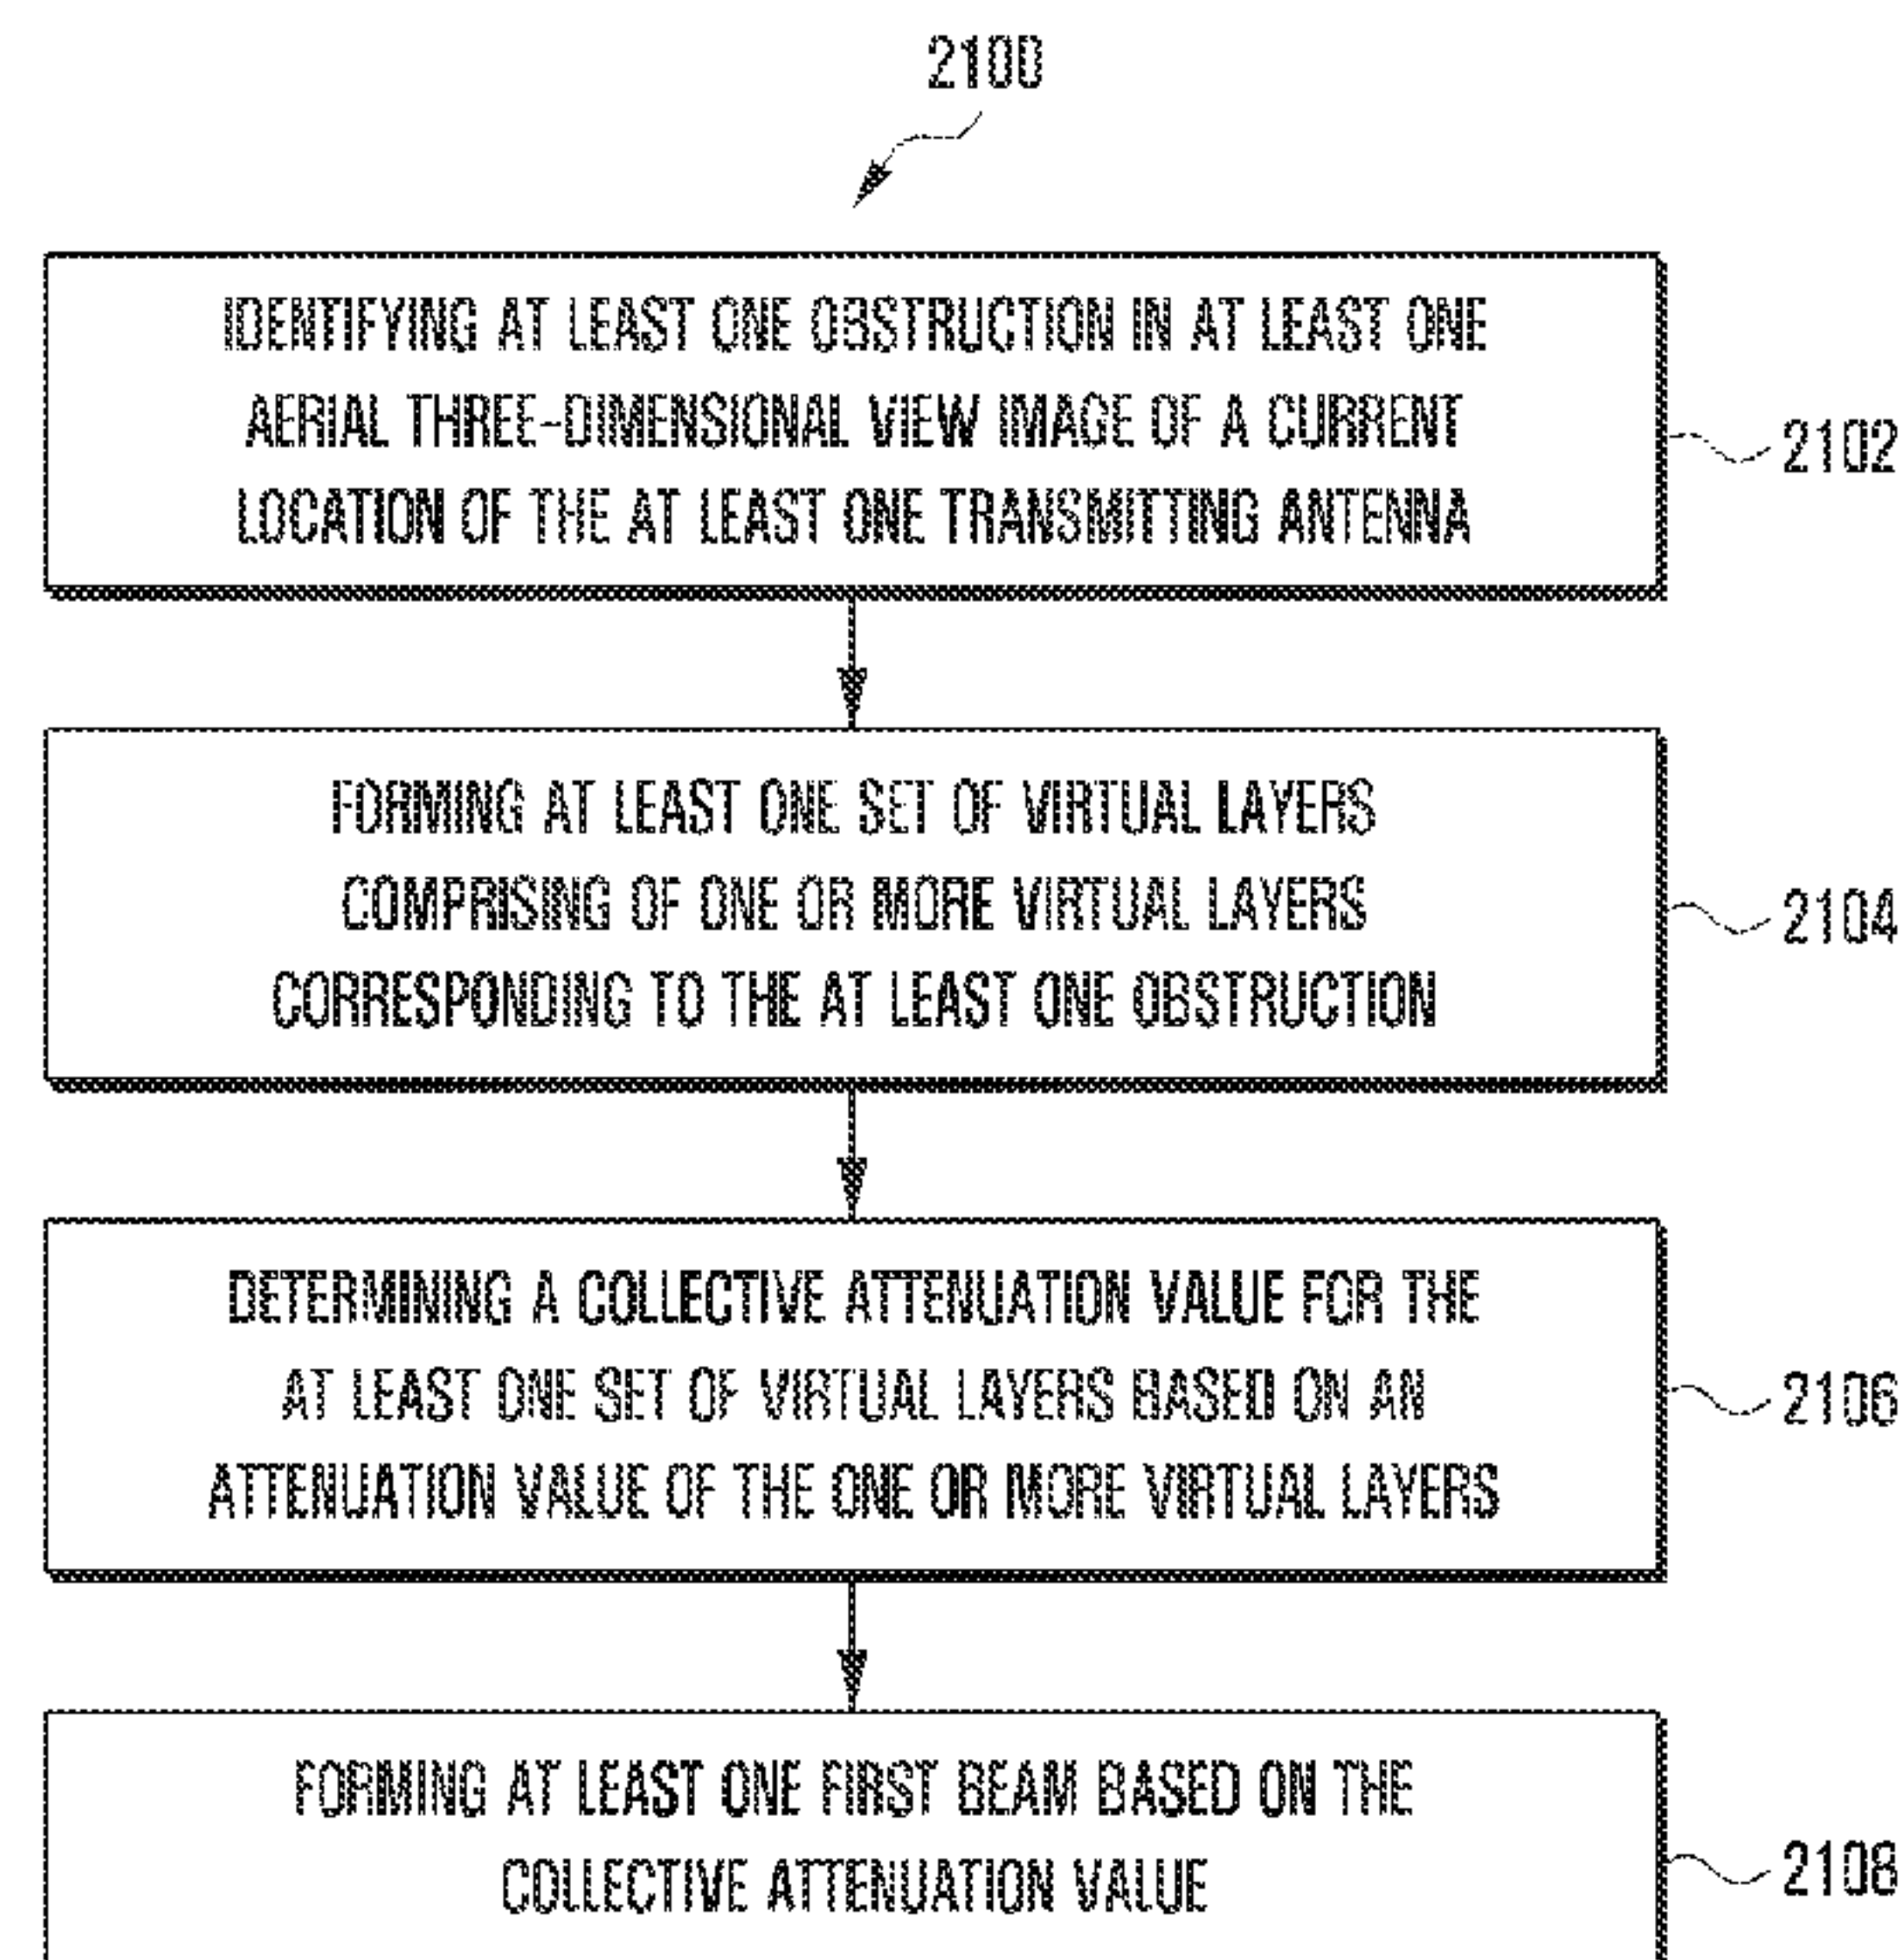 2100
IDENTIFYING AT LEAST ONE OBSTRUCTION IN AT LEAST ONE
AERIAL THREE-DIMENSIONAL VIEW IMAGE OF A CURRENT
LOCATION OF THE AT LEAST ONE TRANSMITTING ANTENNA
2102
FORMING AT LEAST ONE SET OF VIRTUAL LAYERS
COMPRISING OF ONE OR MORE VIRTUAL LAYERS
CORRESPONDING TO THE AT LEAST ONE OBSTRUCTION
2104
DETERMINING A COLLECTIVE ATTENUATION VALUE FOR THE
AT LEAST ONE SET OF VIRTUAL LAYERS BASED ON AN
ATTENUATION VALUE OF THE ONE OR MORE VIRTUAL LAYERS
2106
FORMING AT LEAST ONE FIRST BEAM BASED ON THE
COLLECTIVE ATTENUATION VALUE
2108